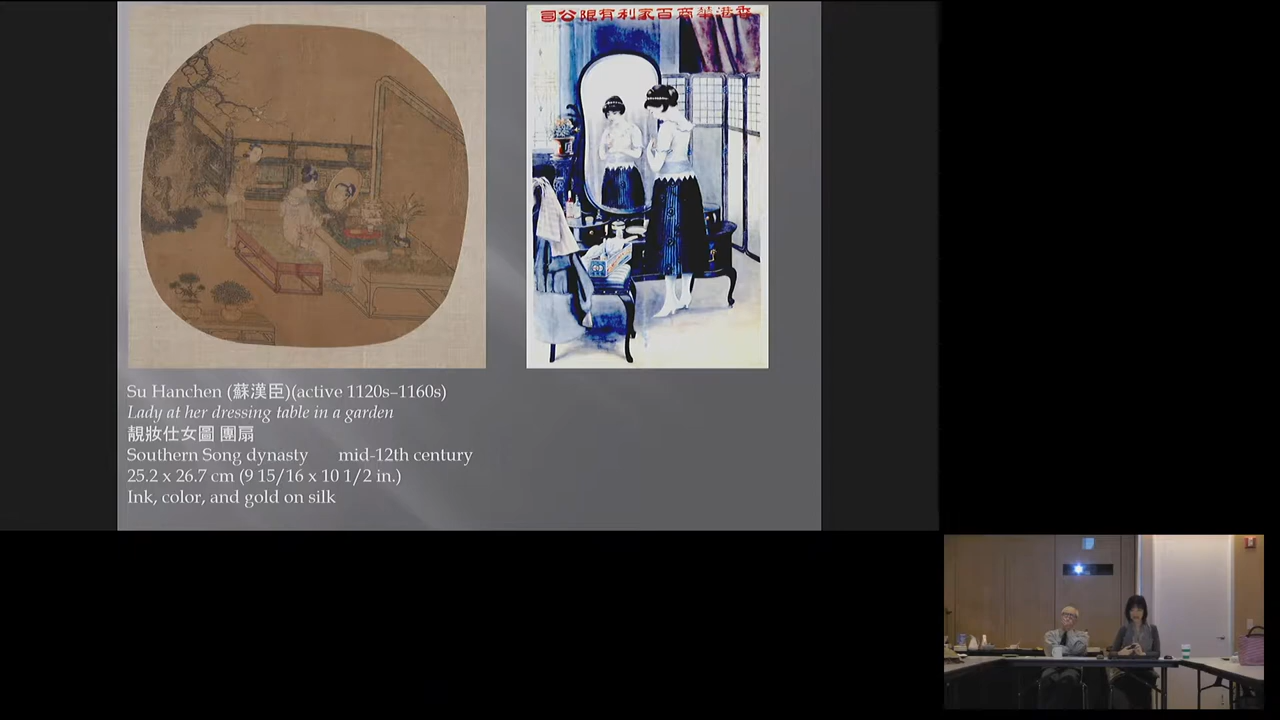 香港華商百家利有限公司
Su Hanchen (蘇漢臣)(active 1120s–1160s)
Lady at her dressing table in a garden
靚妝仕女圖 團扇
Southern Song dynasty mid-12th century
25.2 x 26.7 cm (9 15/16 x 10 1/2 in.)
Ink, color, and gold on silk